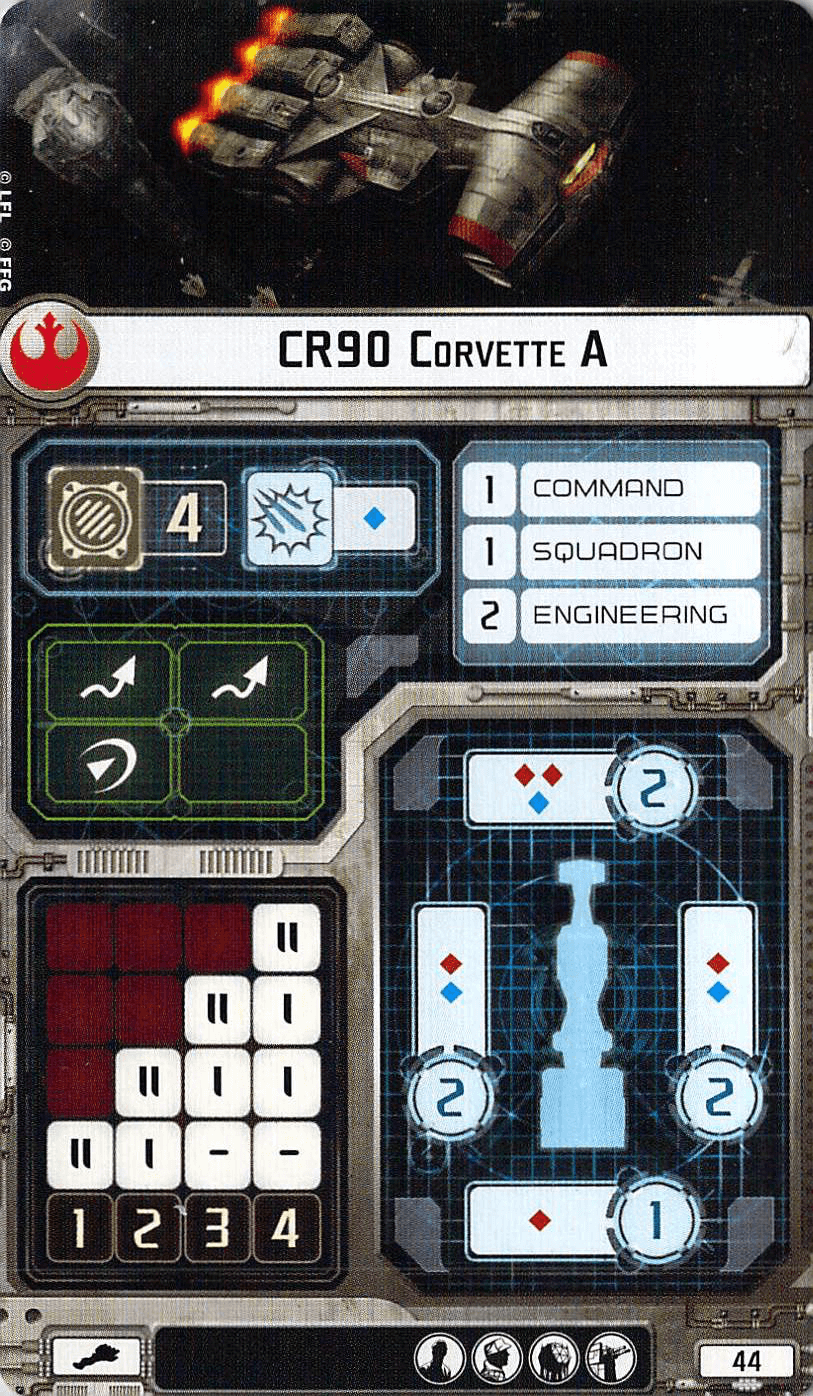 © LFL © FFG
CR90 CORVETTE A
4
1 COMMAND
1 SQUADRON
2 ENGINEERING
2
2 2
1
II
II I
II I I
II I - -
1 2 3 4
44